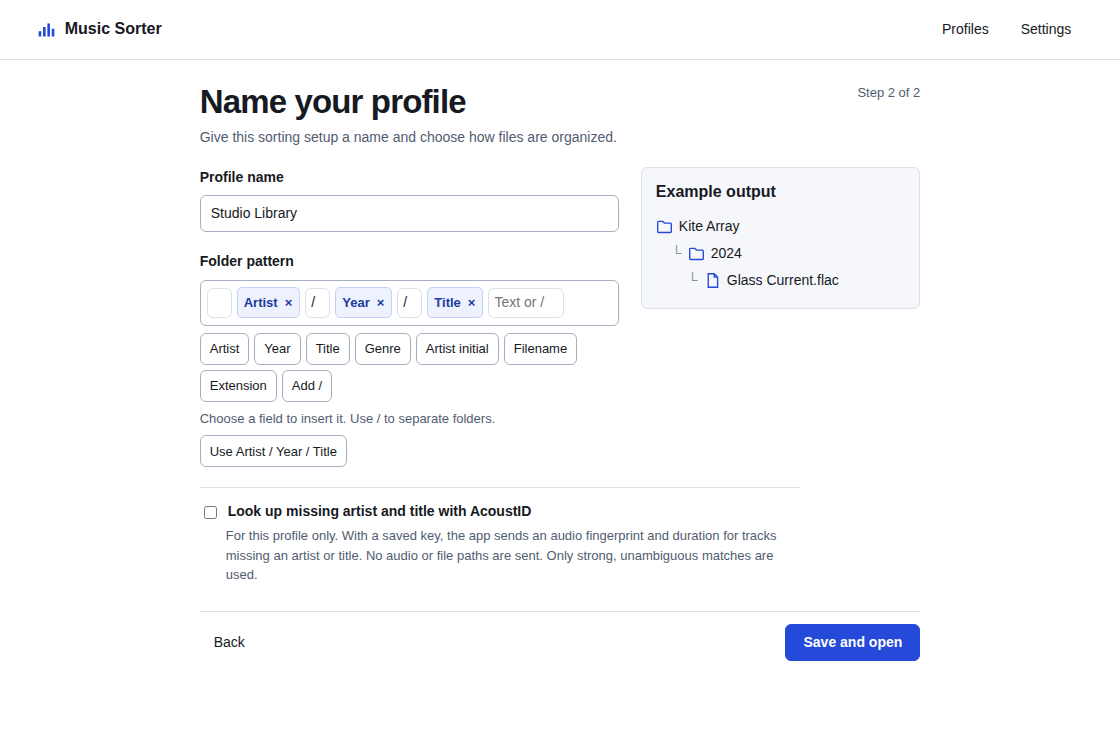 Music Sorter
Profiles
Settings
Name your profile
Step 2 of 2
Give this sorting setup a name and choose how files are organized.
Profile name
Studio Library
Folder pattern
Artist × / Year × / Title × Text or /
Artist Year Title Genre Artist initial Filename
Extension Add /
Choose a field to insert it. Use / to separate folders.
Use Artist / Year / Title
Example output
Kite Array
2024
Glass Current.flac
Look up missing artist and title with AcoustID
For this profile only. With a saved key, the app sends an audio fingerprint and duration for tracks
missing an artist or title. No audio or file paths are sent. Only strong, unambiguous matches are
used.
Back
Save and open